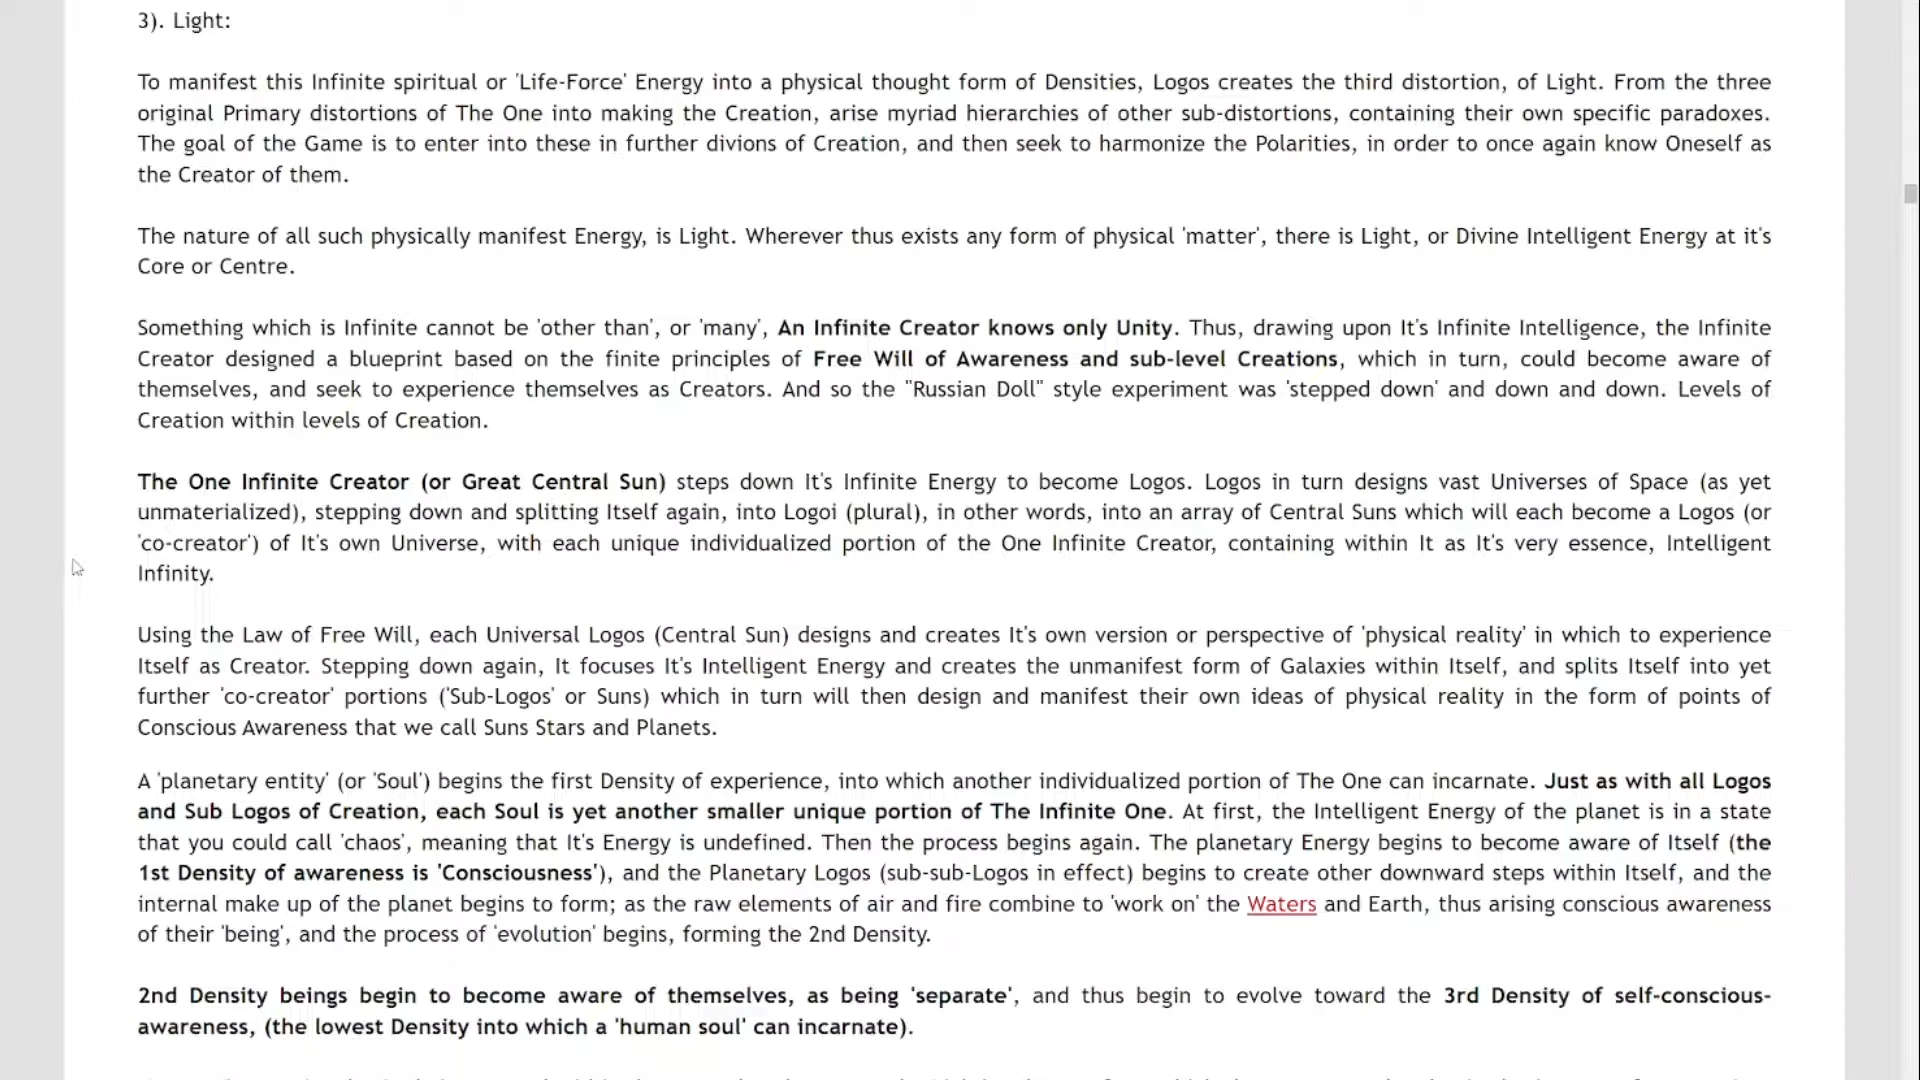 3). Light:
To manifest this Infinite spiritual or 'Life-Force' Energy into a physical thought form of Densities, Logos creates the third distortion, of Light. From the three
original Primary distortions of The One into making the Creation, arise myriad hierarchies of other sub-distortions, containing their own specific paradoxes.
The goal of the Game is to enter into these in further divions of Creation, and then seek to harmonize the Polarities, in order to once again know Oneself as
the Creator of them.
The nature of all such physically manifest Energy, is Light. Wherever thus exists any form of physical 'matter', there is Light, or Divine Intelligent Energy at it's
Core or Centre.
Something which is Infinite cannot be 'other than', or 'many', An Infinite Creator knows only Unity. Thus, drawing upon It's Infinite Intelligence, the Infinite
Creator designed a blueprint based on the finite principles of Free Will of Awareness and sub-level Creations, which in turn, could become aware of
themselves, and seek to experience themselves as Creators. And so the "Russian Doll" style experiment was 'stepped down' and down and down. Levels of
Creation within levels of Creation.
The One Infinite Creator (or Great Central Sun) steps down It's Infinite Energy to become Logos. Logos in turn designs vast Universes of Space (as yet
unmaterialized), stepping down and splitting Itself again, into Logoi (plural), in other words, into an array of Central Suns which will each become a Logos (or
'co-creator') of It's own Universe, with each unique individualized portion of the One Infinite Creator, containing within It as It's very essence, Intelligent
Infinity.
Using the Law of Free Will, each Universal Logos (Central Sun) designs and creates It's own version or perspective of 'physical reality' in which to experience
Itself as Creator. Stepping down again, It focuses It's Intelligent Energy and creates the unmanifest form of Galaxies within Itself, and splits Itself into yet
further 'co-creator' portions ('Sub-Logos' or Suns) which in turn will then design and manifest their own ideas of physical reality in the form of points of
Conscious Awareness that we call Suns Stars and Planets.
A 'planetary entity' (or 'Soul') begins the first Density of experience, into which another individualized portion of The One can incarnate. Just as with all Logos
and Sub Logos of Creation, each Soul is yet another smaller unique portion of The Infinite One. At first, the Intelligent Energy of the planet is in a state
that you could call 'chaos', meaning that It's Energy is undefined. Then the process begins again. The planetary Energy begins to become aware of Itself (the
1st Density of awareness is 'Consciousness'), and the Planetary Logos (sub-sub-Logos in effect) begins to create other downward steps within Itself, and the
internal make up of the planet begins to form; as the raw elements of air and fire combine to 'work on' the Waters and Earth, thus arising conscious awareness
of their 'being', and the process of 'evolution' begins, forming the 2nd Density.
2nd Density beings begin to become aware of themselves, as being 'separate', and thus begin to evolve toward the 3rd Density of self-conscious-
awareness, (the lowest Density into which a 'human soul' can incarnate).